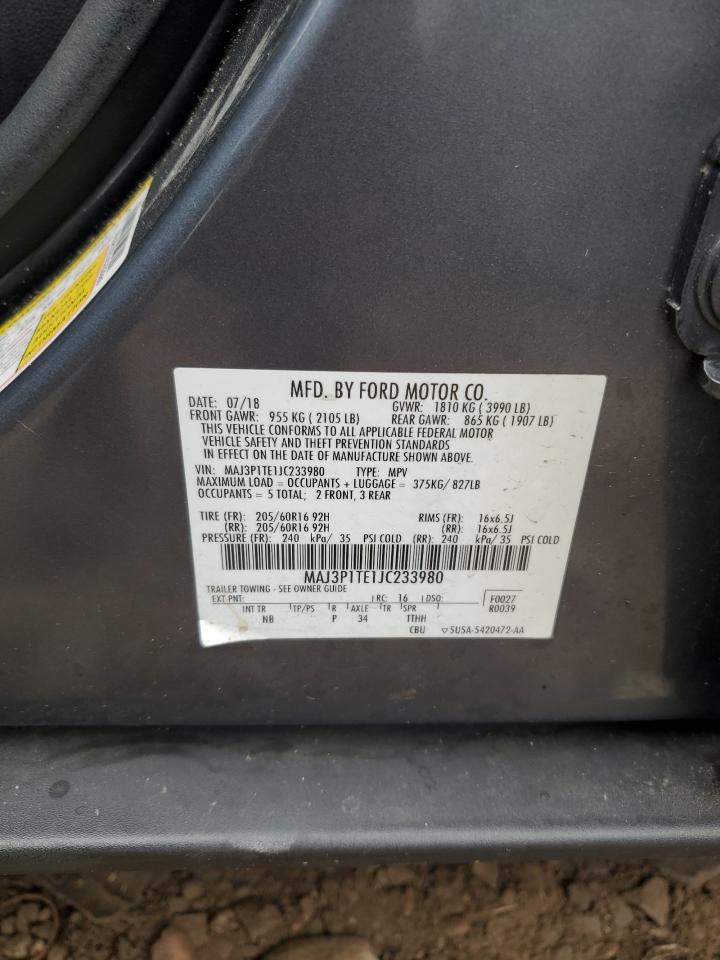 MFD. BY FORD MOTOR CO.
DATE: 07/18 GVWR: 1810 KG ( 3990 LB)
FRONT GAWR: 955 KG ( 2105 LB) REAR GAWR: 865 KG ( 1907 LB)
THIS VEHICLE CONFORMS TO ALL APPLICABLE FEDERAL MOTOR
VEHICLE SAFETY AND THEFT PREVENTION STANDARDS
IN EFFECT ON THE DATE OF MANUFACTURE SHOWN ABOVE.
VIN: MAJ3P1TE1JC233980 TYPE: MPV
MAXIMUM LOAD = OCCUPANTS + LUGGAGE = 375KG/ 827LB
OCCUPANTS = 5 TOTAL; 2 FRONT, 3 REAR
TIRE (FR): 205/60R16 92H RIMS (FR): 16x6.5J
(RR): 205/60R16 92H (RR): 16x6.5J
PRESSURE (FR): 240 kPa/ 35 PSI COLD (RR): 240 kPa/ 35 PSI COLD
MAJ3P1TE1JC233980
TRAILER TOWING - SEE OWNER GUIDE
EXT PNT: RC: 16 DSO: F0027
INT TR TP/PS R AXLE TR SPR R0039
NB P 34 TTHH
CBU 5U5A-5420472-AA